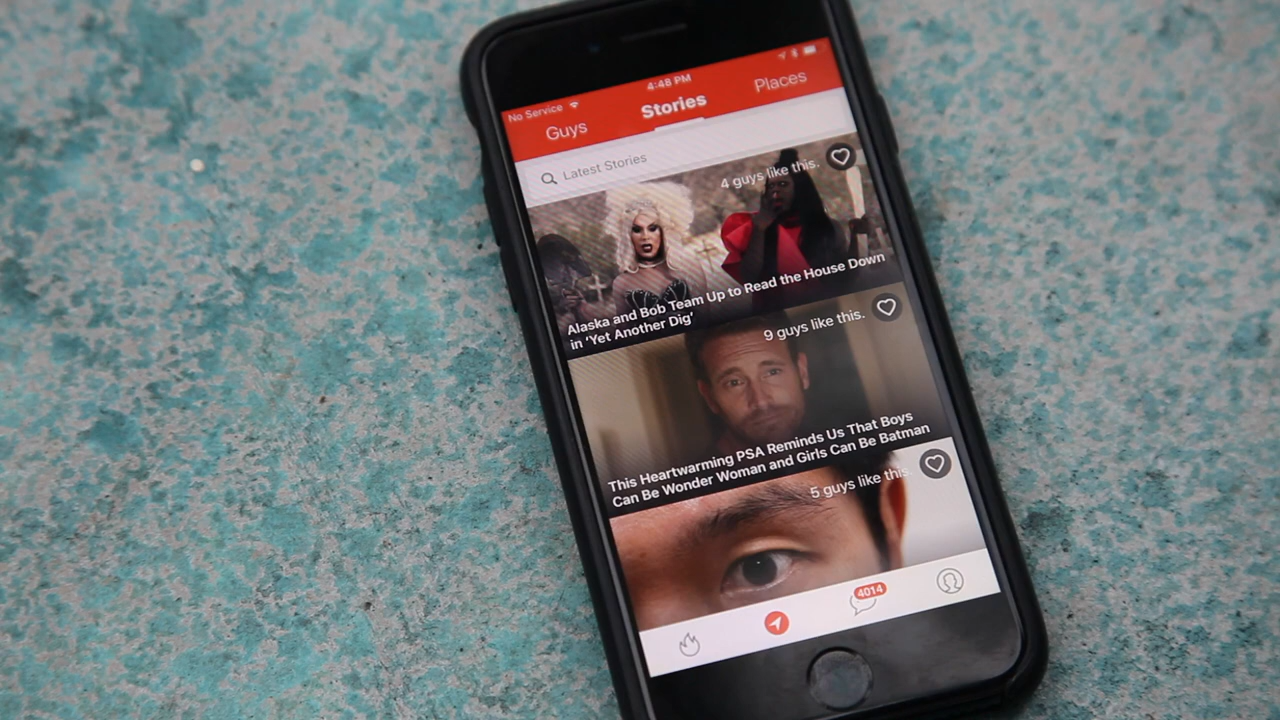 No Service
4:48 PM
Guys
Stories
Places
Latest Stories
4 guys like this.
Alaska and Bob Team Up to Read the House Down
in 'Yet Another Dig'
9 guys like this.
This Heartwarming PSA Reminds Us That Boys
Can Be Wonder Woman and Girls Can Be Batman
5 guys like this.
4014